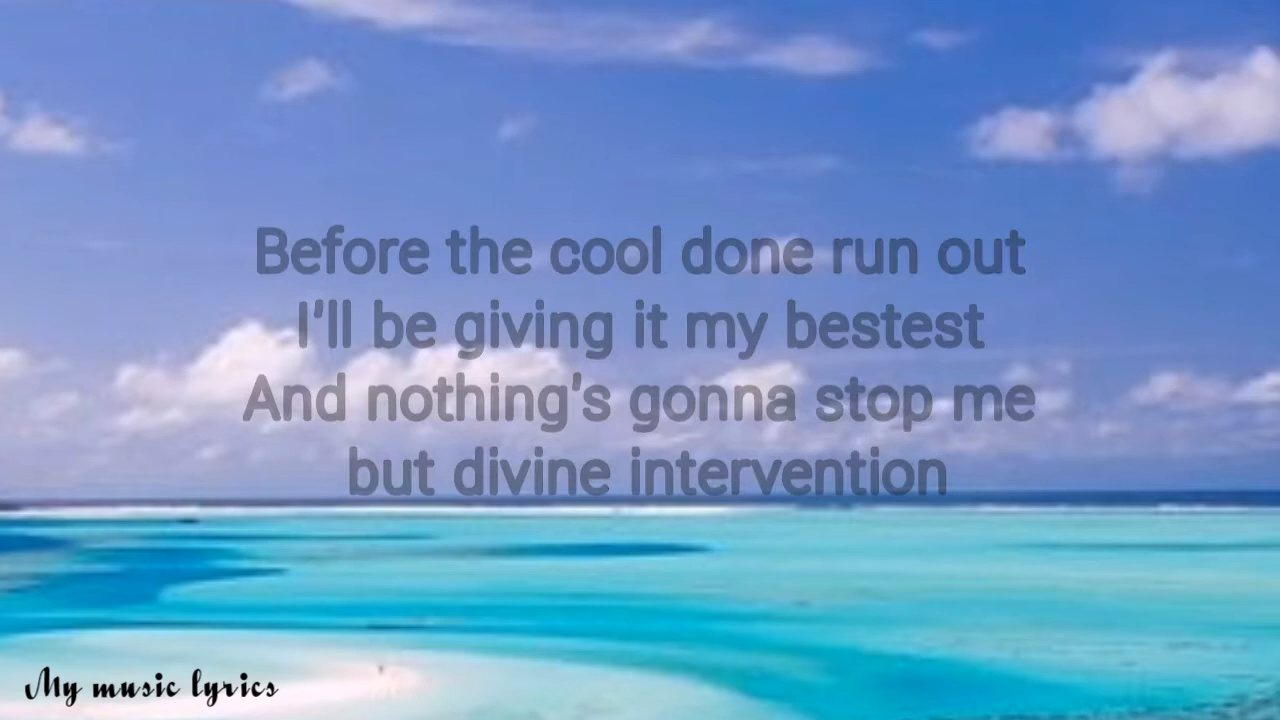 Before the cool done run out
I'll be giving it my bestest
And nothing's gonna stop me
but divine intervention
My music lyrics